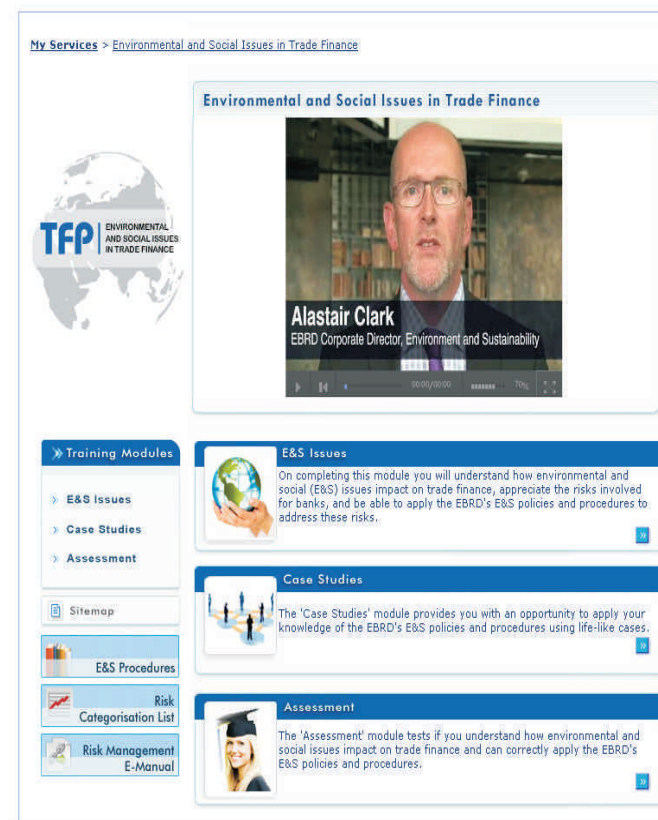 My Services > Environmental and Social Issues in Trade Finance
Environmental and Social Issues in Trade Finance
TFP
ENVIRONMENTAL
AND SOCIAL ISSUES
IN TRADE FINANCE
Alastair Clark
EBRD Corporate Director, Environment and Sustainability
00:00/00:00
70%
Training Modules
E&S Issues
Case Studies
Assessment
Sitemap
E&S Procedures
Risk
Categorisation List
Risk Management
E-Manual
E&S Issues
On completing this module you will understand how environmental and
social (E&S) issues impact on trade finance, appreciate the risks involved
for banks, and be able to apply the EBRD's E&S policies and procedures to
address these risks.
Case Studies
The 'Case Studies' module provides you with an opportunity to apply your
knowledge of the EBRD's E&S policies and procedures using life-like cases.
Assessment
The 'Assessment' module tests if you understand how environmental and
social issues impact on trade finance and can correctly apply the EBRD's
E&S policies and procedures.